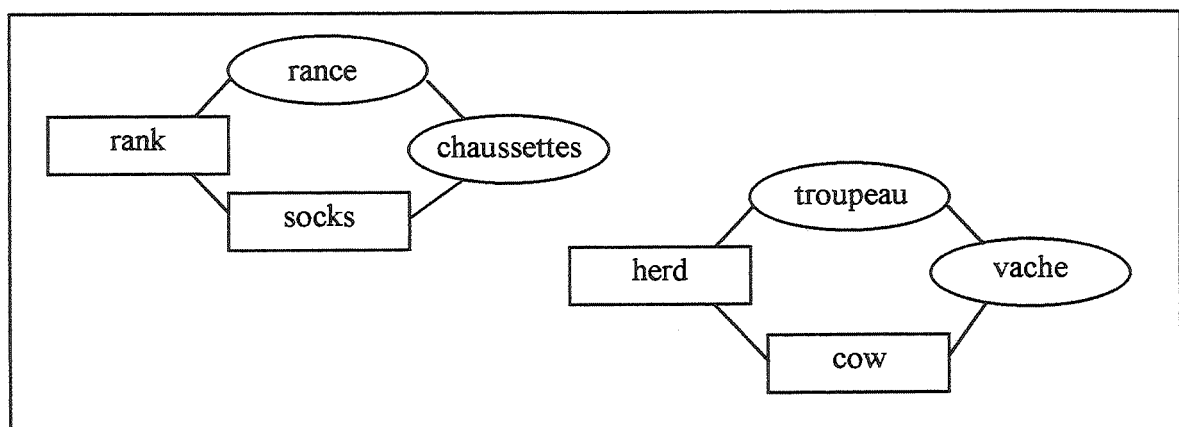 rance
rank
chaussettes
socks
troupeau
herd
vache
cow